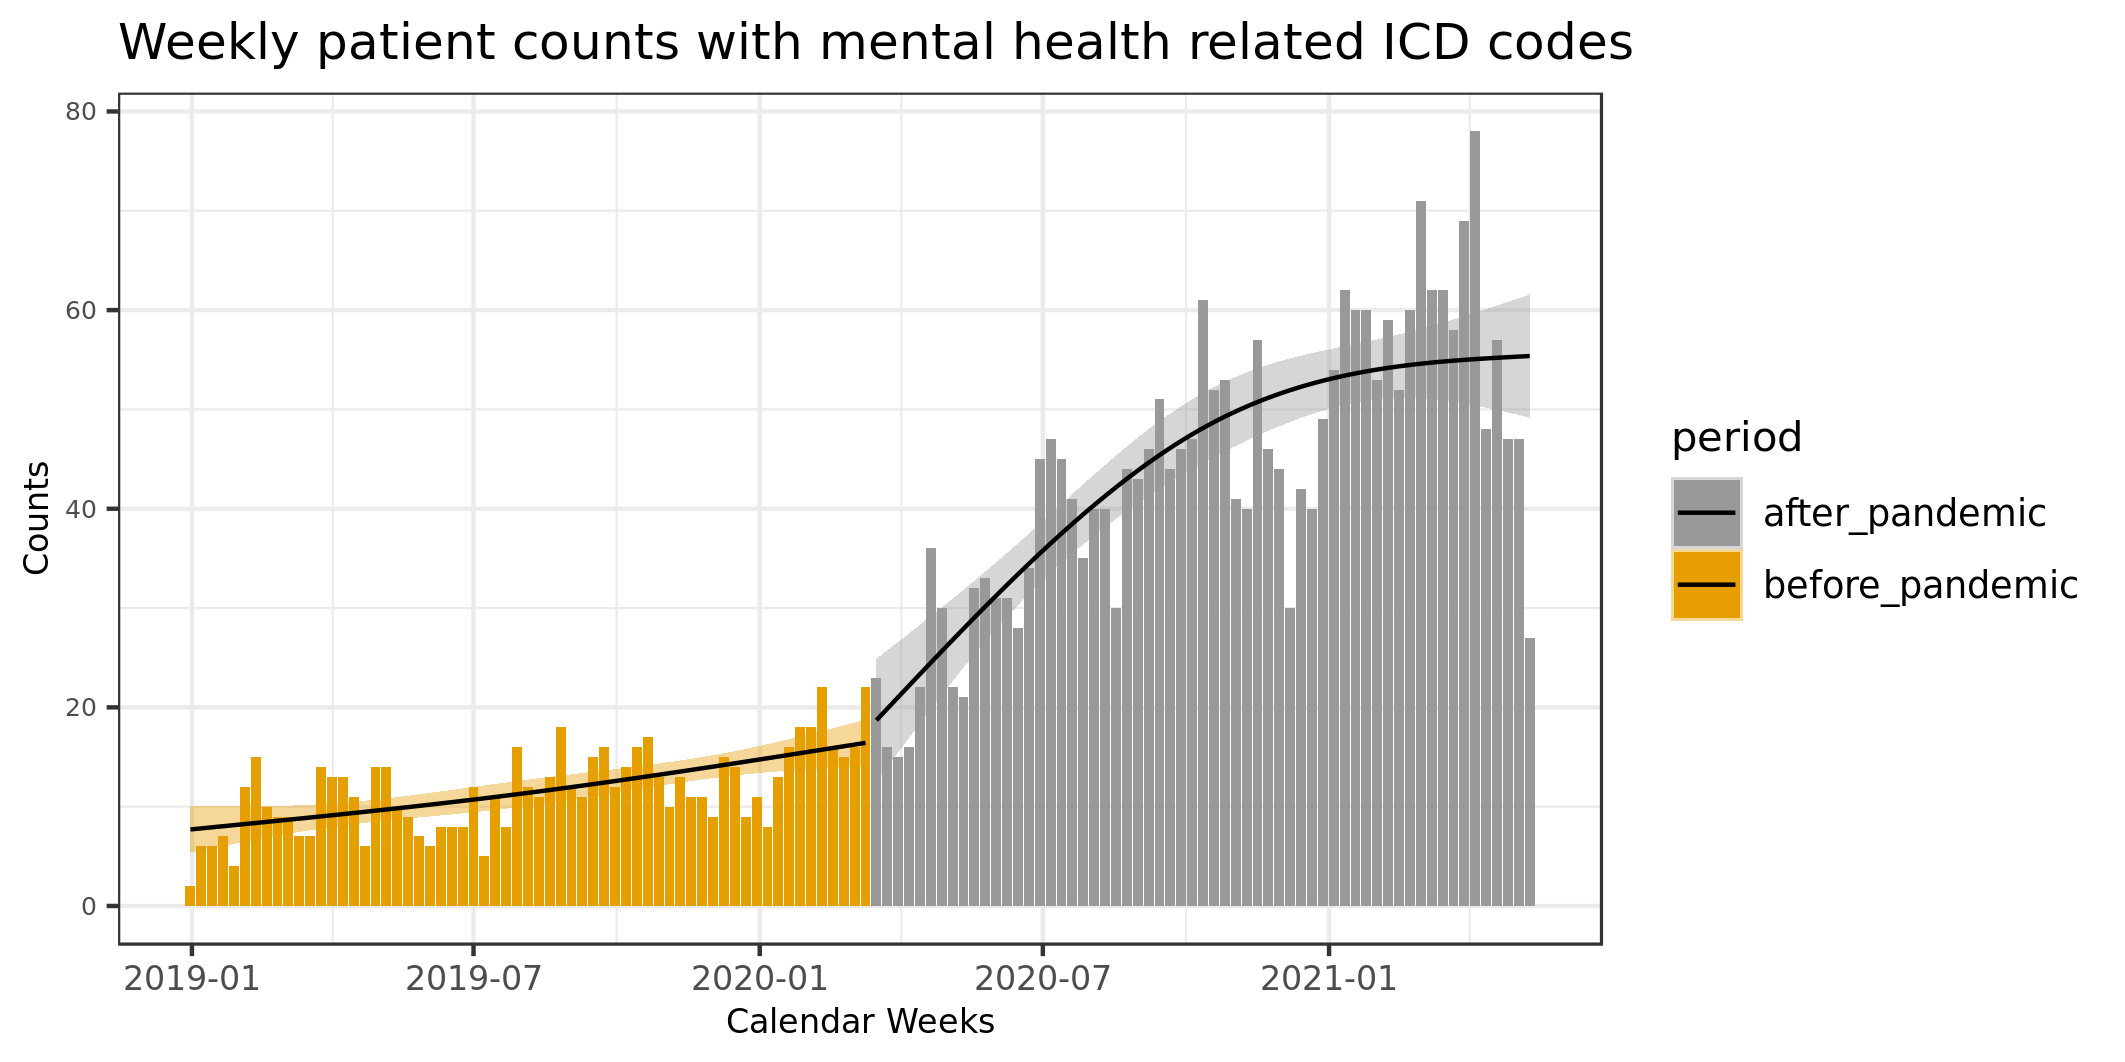 Weekly patient counts with mental health related ICD codes
80
60
40
20
0
Counts
2019-01 2019-07 2020-01 2020-07 2021-01
Calendar Weeks
period
after_pandemic
before_pandemic